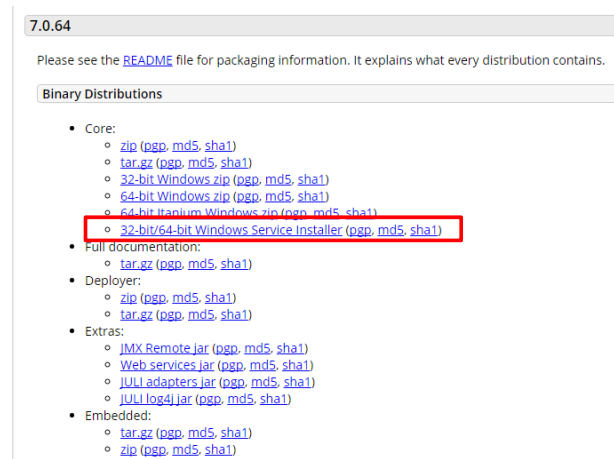 7.0.64
Please see the README file for packaging information. It explains what every distribution contains.
Binary Distributions
Core:
zip (pgp, md5, sha1)
tar.gz (pgp, md5, sha1)
32-bit Windows zip (pgp, md5, sha1)
64-bit Windows zip (pgp, md5, sha1)
64-bit Itanium Windows zip (pgp, md5, sha1)
32-bit/64-bit Windows Service Installer (pgp, md5, sha1)
Full documentation:
tar.gz (pgp, md5, sha1)
Deployer:
zip (pgp, md5, sha1)
tar.gz (pgp, md5, sha1)
Extras:
JMX Remote jar (pgp, md5, sha1)
Web services jar (pgp, md5, sha1)
JULI adapters jar (pgp, md5, sha1)
JULI log4j jar (pgp, md5, sha1)
Embedded:
tar.gz (pgp, md5, sha1)
zip (pgp, md5, sha1)